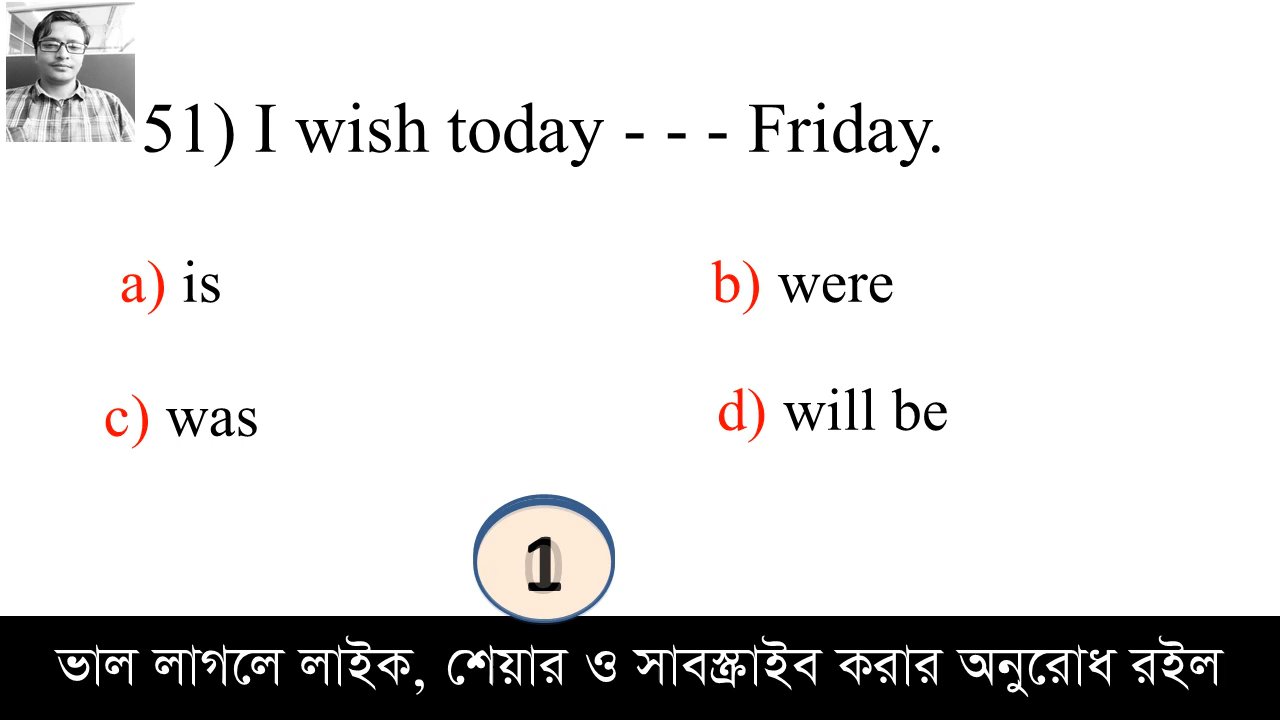 51) I wish today - - - Friday.
a) is
b) were
c) was
d) will be
1
ভাল লাগলে লাইক, শেয়ার ও সাবস্ক্রাইব করার অনুরোধ রইল